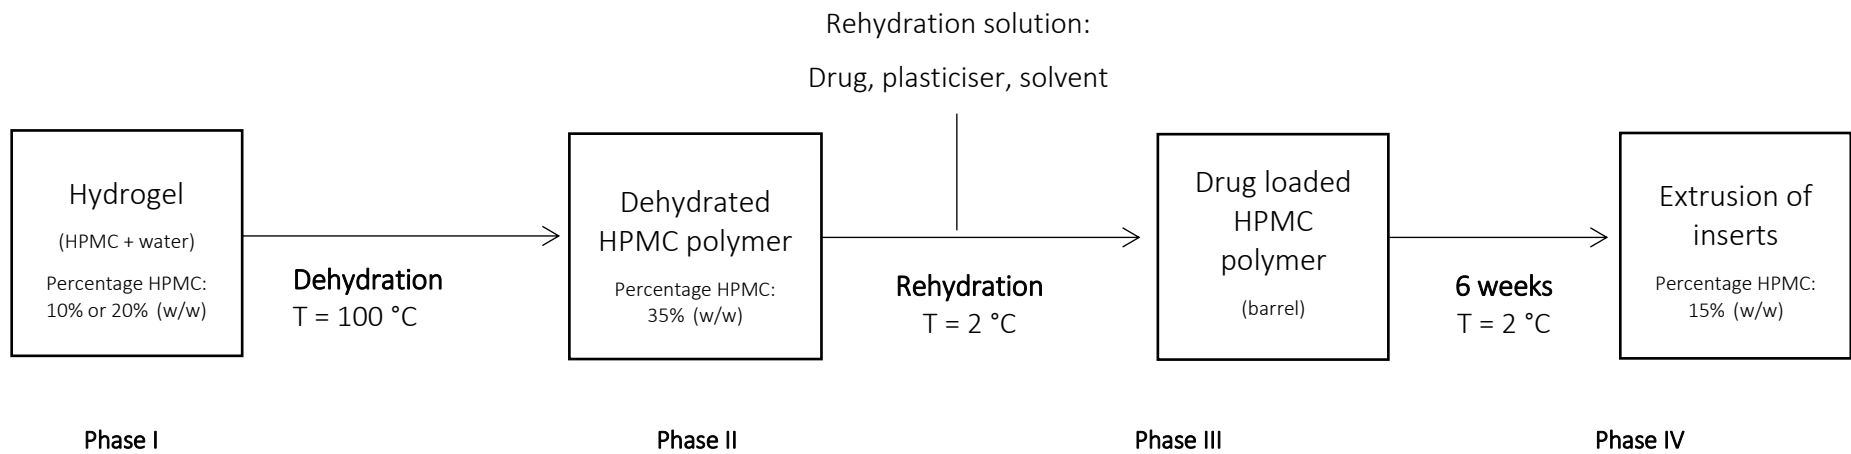 Rehydration solution:
Drug, plasticiser, solvent
Hydrogel
(HPMC + water)
Percentage HPMC:
10% or 20% (w/w)
Dehydration
T = 100 °C
Dehydrated
HPMC polymer
Percentage HPMC:
35% (w/w)
Rehydration
T = 2 °C
Drug loaded
HPMC
polymer
(barrel)
6 weeks
T = 2 °C
Extrusion of
inserts
Percentage HPMC:
15% (w/w)
Phase I
Phase II
Phase III
Phase IV